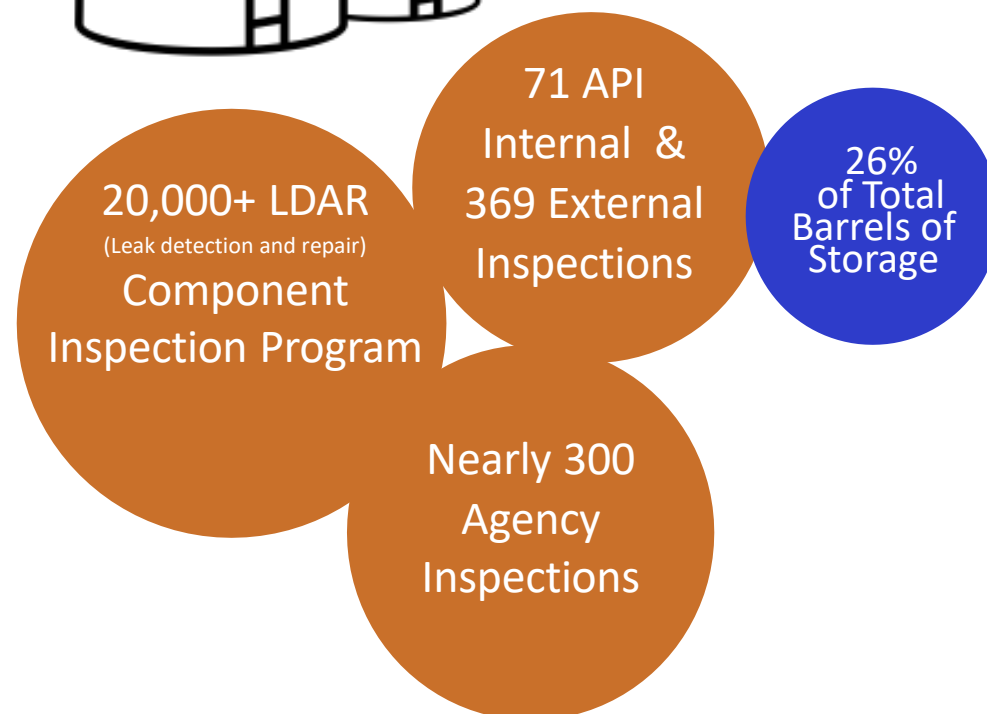 71 API
Internal &
369 External
Inspections
26%
of Total
Barrels of
Storage
20,000+ LDAR
(Leak detection and repair)
Component
Inspection Program
Nearly 300
Agency
Inspections